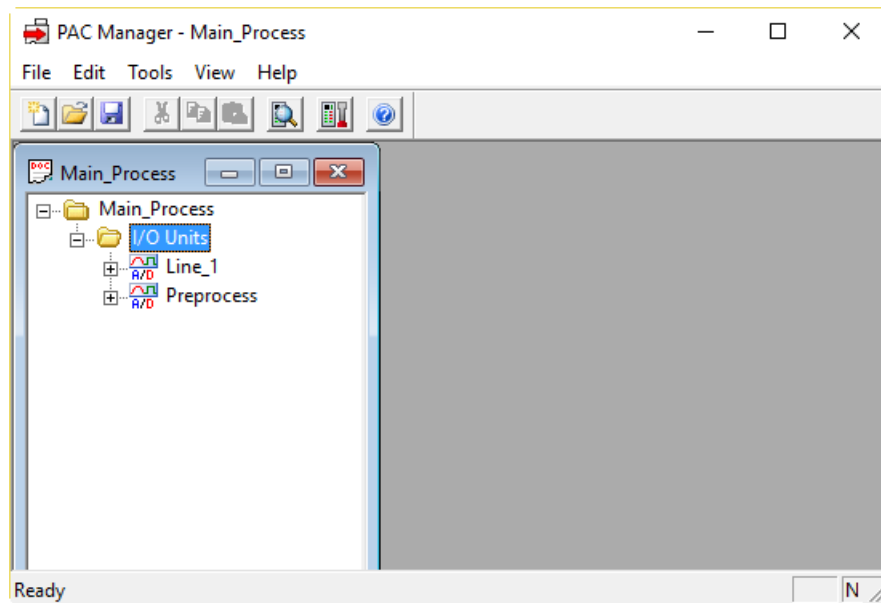 PAC Manager - Main_Process
File Edit Tools View Help
Main_Process
Main_Process
I/O Units
A/D Line_1
A/D Preprocess
Ready
N